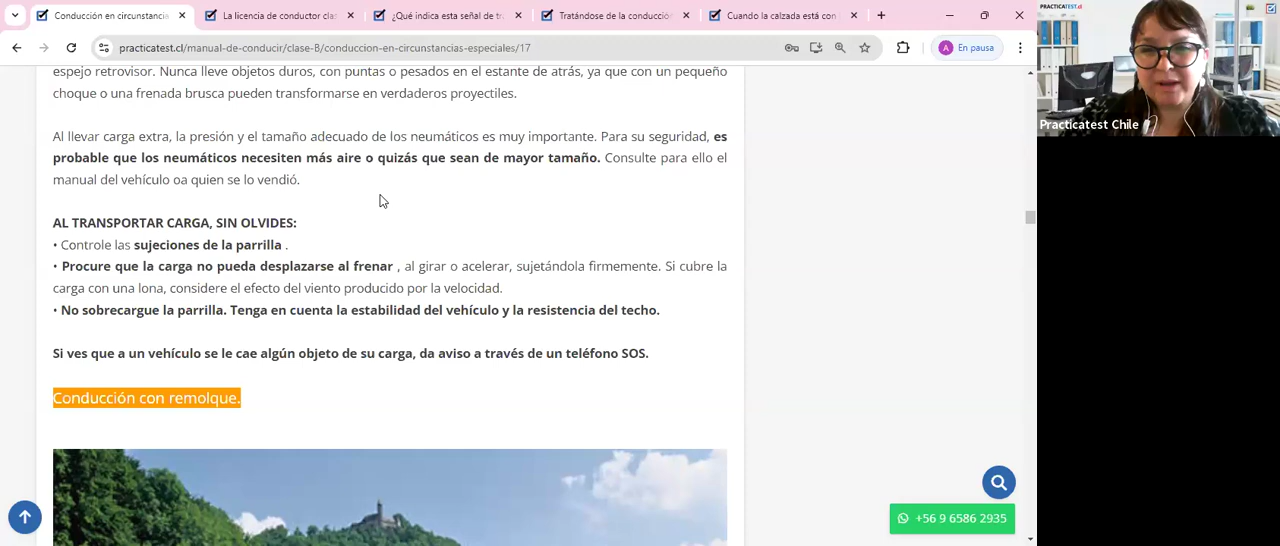 Conducción en circunstancia
La licencia de conductor clas
¿Qué indica esta señal de tr
Tratándose de la conducción
Cuando la calzada está con
practicatest.cl/manual-de-conducir/clase-B/conduccion-en-circunstancias-especiales/17
A En pausa
PRACTICATEST.cl
Practicatest Chile
espejo retrovisor. Nunca lleve objetos duros, con puntas o pesados en el estante de atrás, ya que con un pequeño
choque o una frenada brusca pueden transformarse en verdaderos proyectiles.
Al llevar carga extra, la presión y el tamaño adecuado de los neumáticos es muy importante. Para su seguridad, es
probable que los neumáticos necesiten más aire o quizás que sean de mayor tamaño. Consulte para ello el
manual del vehículo oa quien se lo vendió.
AL TRANSPORTAR CARGA, SIN OLVIDES:
• Controle las sujeciones de la parrilla .
• Procure que la carga no pueda desplazarse al frenar , al girar o acelerar, sujetándola firmemente. Si cubre la
carga con una lona, considere el efecto del viento producido por la velocidad.
• No sobrecargue la parrilla. Tenga en cuenta la estabilidad del vehículo y la resistencia del techo.
Si ves que a un vehículo se le cae algún objeto de su carga, da aviso a través de un teléfono SOS.
Conducción con remolque.
+56 9 6586 2935